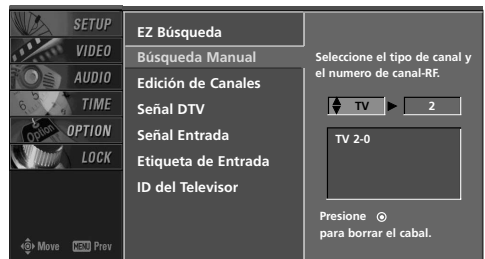 SETUP
VIDEO
AUDIO
TIME
OPTION
LOCK
Move MENU Prev
EZ Búsqueda
Búsqueda Manual
Edición de Canales
Señal DTV
Señal Entrada
Etiqueta de Entrada
ID del Televisor
Seleccione el tipo de canal y
el numero de canal-RF.
TV 2
TV 2-0
Presione
para borrar el cabal.
Option